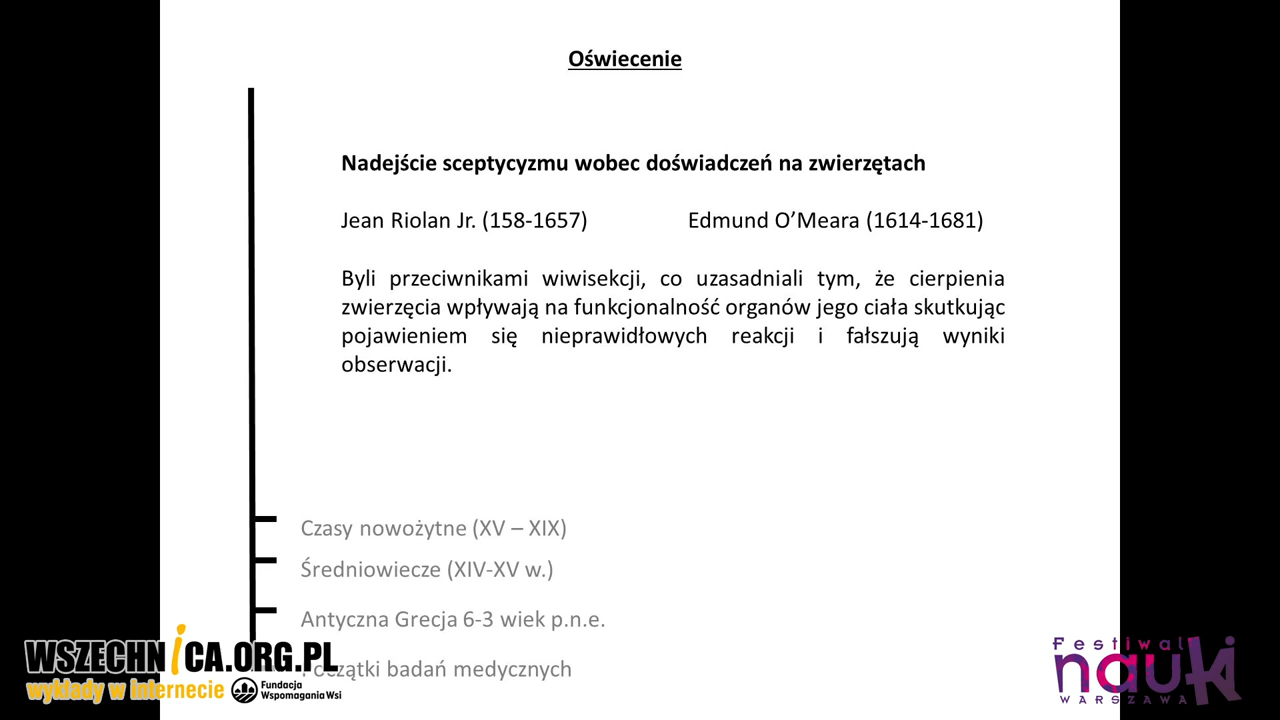 Oświecenie
Nadejście sceptycyzmu wobec doświadczeń na zwierzętach
Jean Riolan Jr. (158-1657) Edmund O’Meara (1614-1681)
Byli przeciwnikami wiwisekcji, co uzasadniali tym, że cierpienia
zwierzęcia wpływają na funkcjonalność organów jego ciała skutkując
pojawieniem się nieprawidłowych reakcji i fałszują wyniki
obserwacji.
Czasy nowożytne (XV – XIX)
Średniowiecze (XIV-XV w.)
Antyczna Grecja 6-3 wiek p.n.e.
Początki badań medycznych
WSZECHNiCA.ORG.PL
wykłady w internecie
Fundacja
Wspomagania Wsi
Festiwal
nauki
WARSZAWA